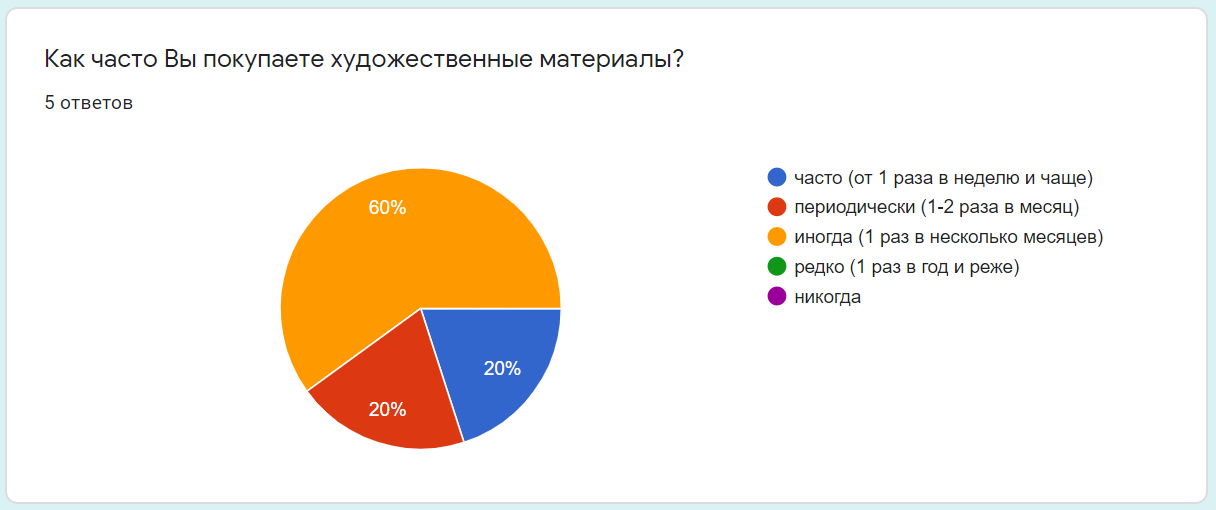 Как часто Вы покупаете художественные материалы?
5 ответов
60%
20%
20%
часто (от 1 раза в неделю и чаще)
периодически (1-2 раза в месяц)
иногда (1 раз в несколько месяцев)
редко (1 раз в год и реже)
никогда